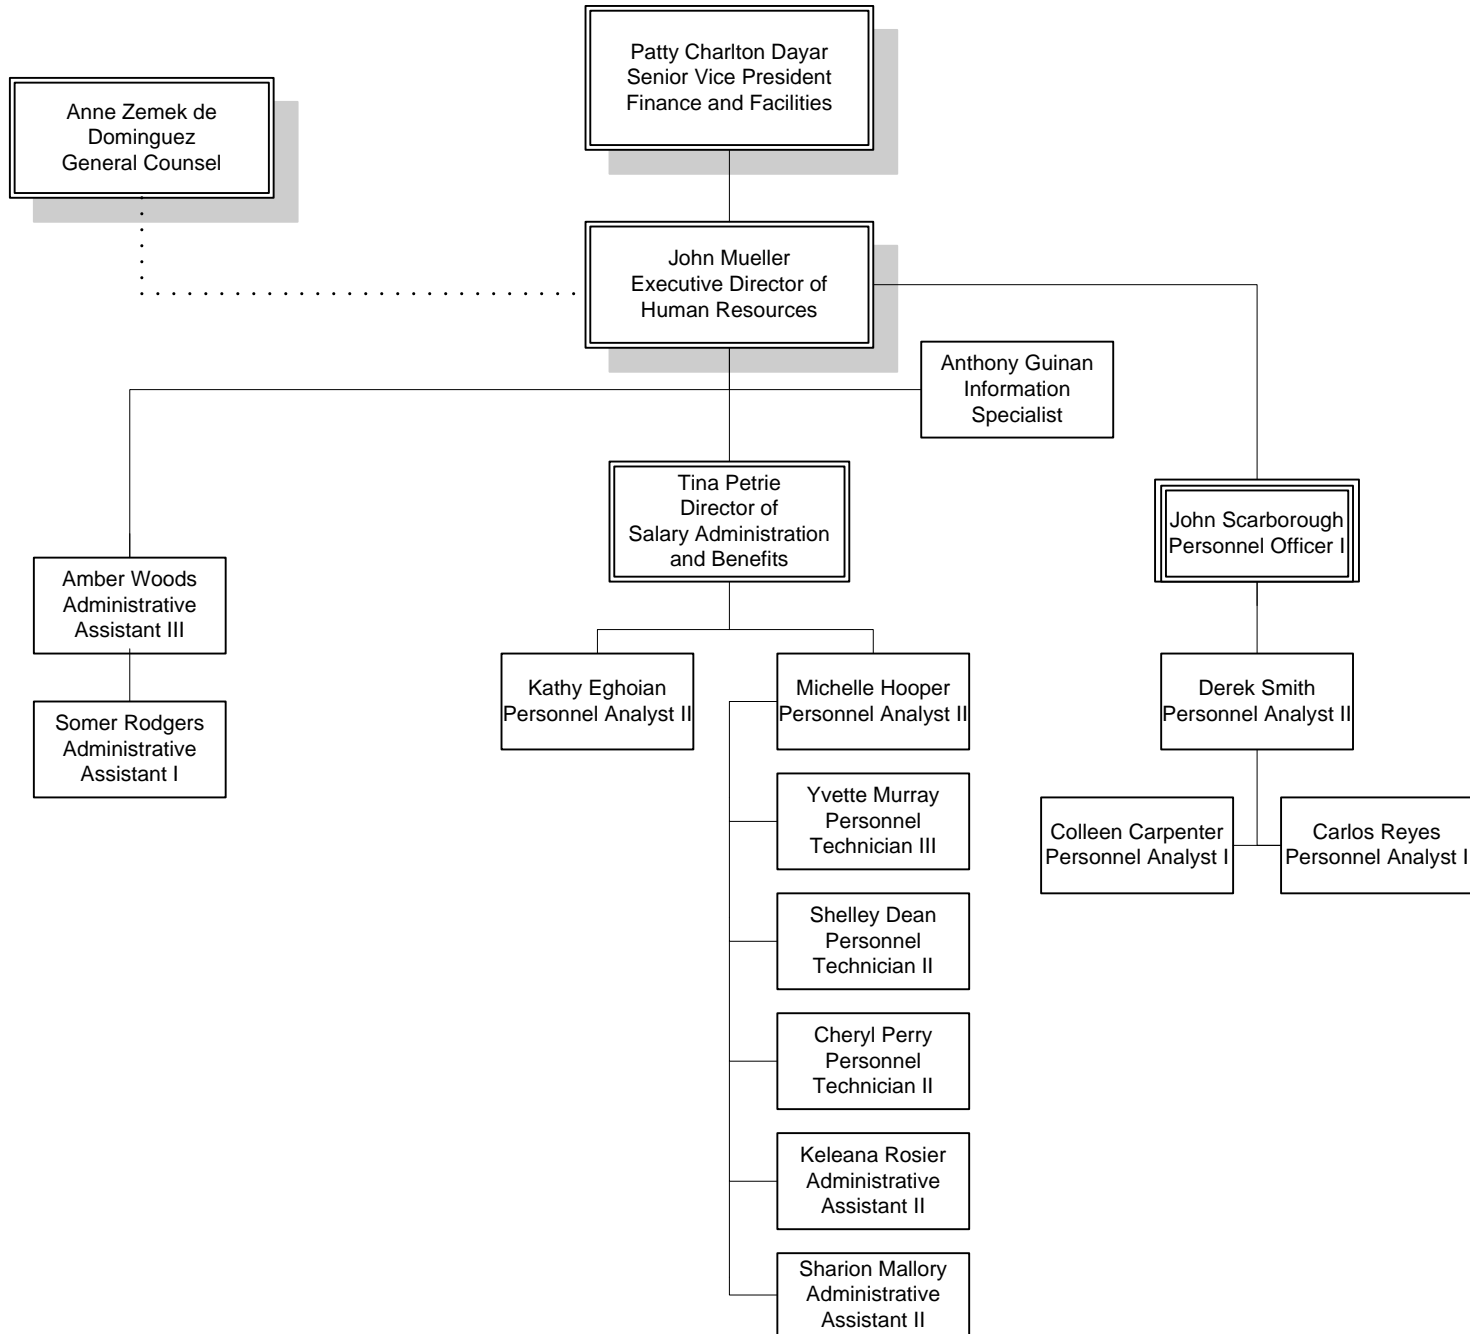 Patty Charlton Dayar
Senior Vice President
Finance and Facilities
Anne Zemek de
Dominguez
General Counsel
John Mueller
Executive Director of
Human Resources
Anthony Guinan
Information
Specialist
Tina Petrie
Director of
Salary Administration
and Benefits
John Scarborough
Personnel Officer I
Amber Woods
Administrative
Assistant III
Somer Rodgers
Administrative
Assistant I
Kathy Eghoian
Personnel Analyst II
Michelle Hooper
Personnel Analyst II
Derek Smith
Personnel Analyst II
Yvette Murray
Personnel
Technician III
Colleen Carpenter
Personnel Analyst I
Carlos Reyes
Personnel Analyst I
Shelley Dean
Personnel
Technician II
Cheryl Perry
Personnel
Technician II
Keleana Rosier
Administrative
Assistant II
Sharion Mallory
Administrative
Assistant II